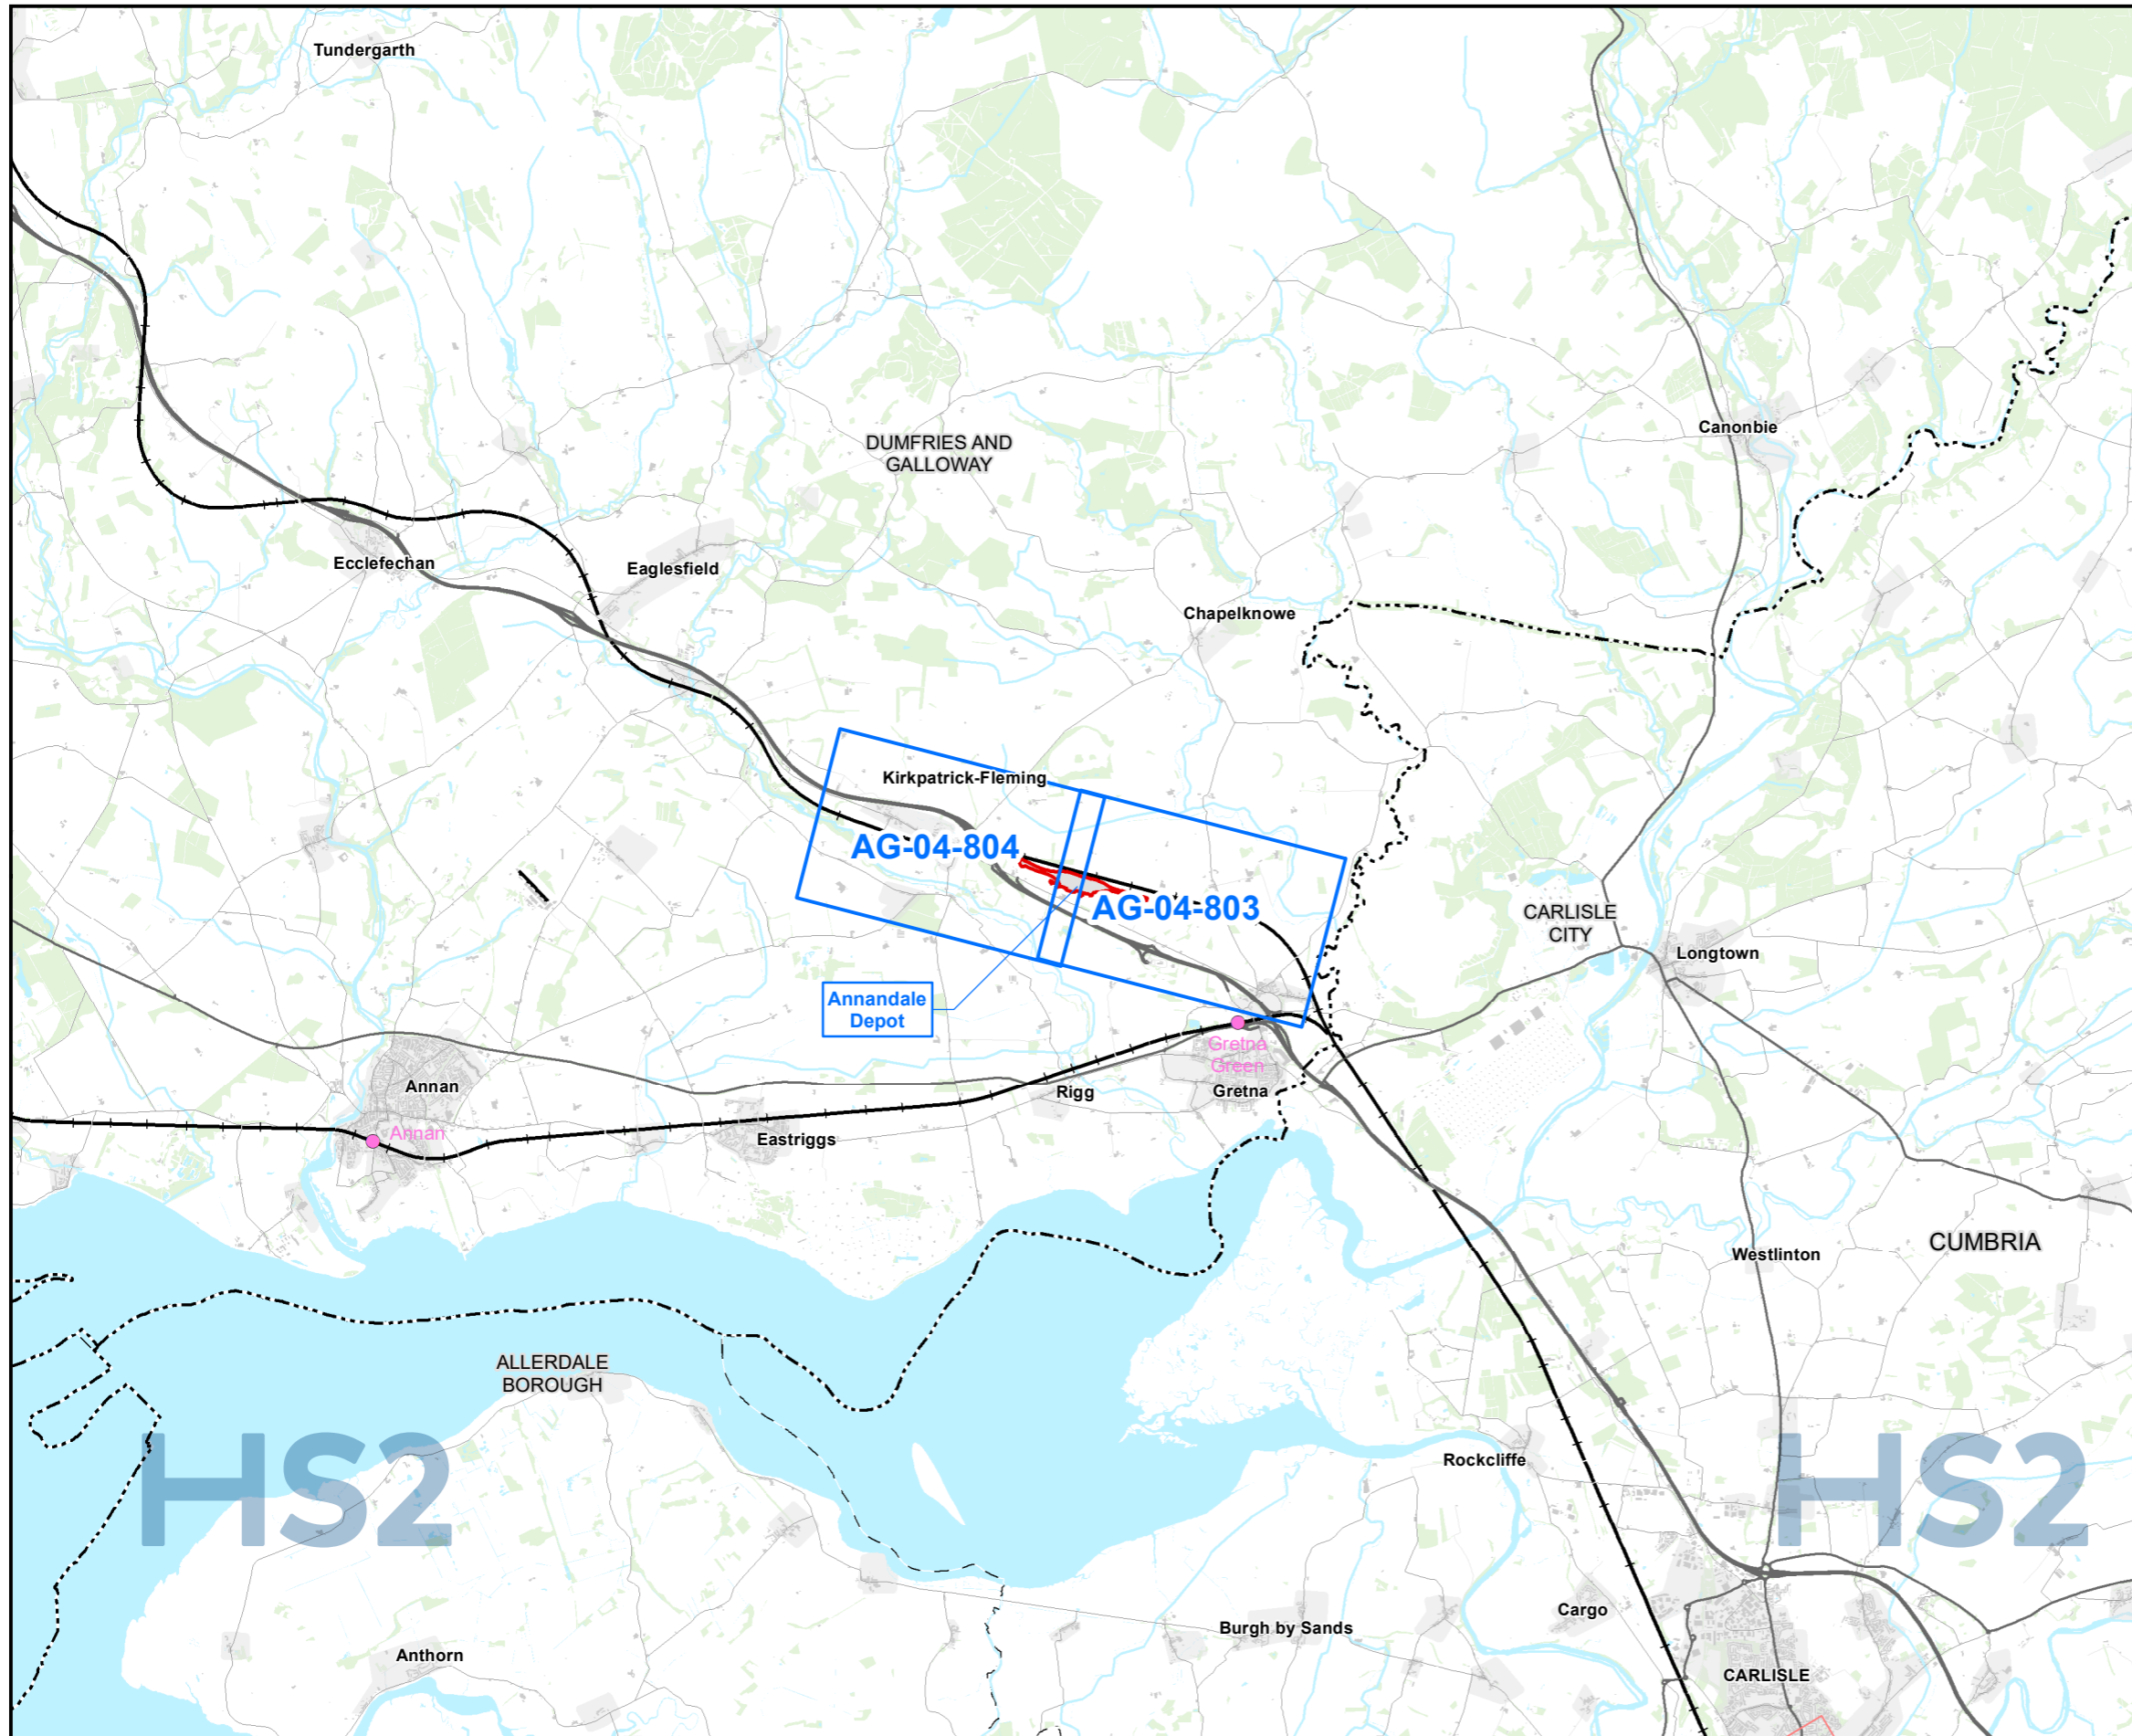 Tundergarth
DUMFRIES AND
GALLOWAY
Canonbie
Ecclefechan
Eaglesfield
Chapelknowe
Kirkpatrick-Fleming
AG-04-804
AG-04-803
CARLISLE
CITY
Longtown
Annandale
Depot
Gretna
Green
Annan
Rigg
Gretna
Annan
Eastriggs
CUMBRIA
Westlinton
ALLERDALE
BOROUGH
Rockcliffe
HS2
HS2
Cargo
Burgh by Sands
Anthorn
CARLISLE